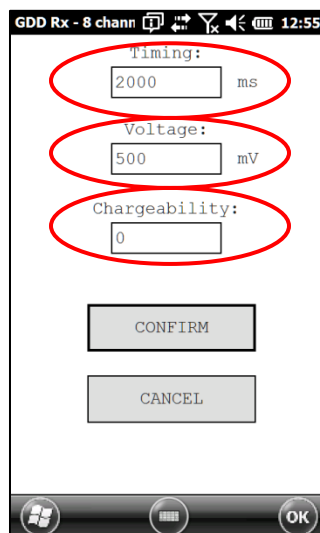 GDD Rx - 8 chann 12:55
Timing:
2000 ms
Voltage:
500 mV
Chargeability:
0
CONFIRM
CANCEL
OK